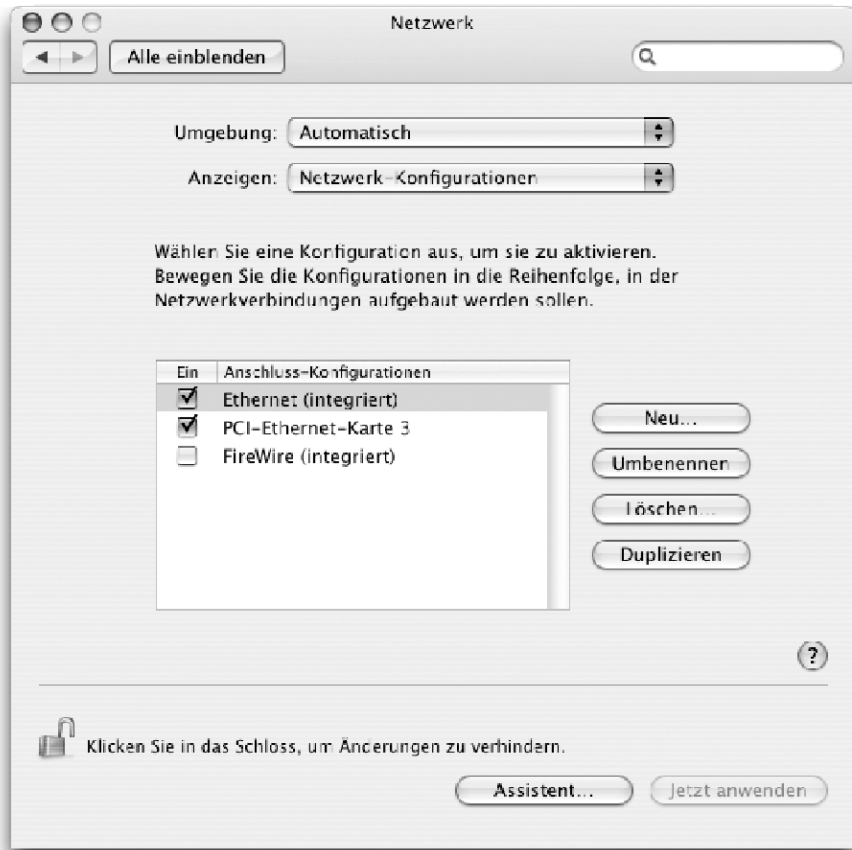 Netzwerk
Alle einblenden
Umgebung: Automatisch
Anzeigen: Netzwerk-Konfigurationen
Wählen Sie eine Konfiguration aus, um sie zu aktivieren.
Bewegen Sie die Konfigurationen in die Reihenfolge, in der
Netzwerkverbindungen aufgebaut werden sollen.
Ein Anschluss-Konfigurationen
Ethernet (integriert)
PCI-Ethernet-Karte 3
FireWire (integriert)
Neu...
Umbenennen
Löschen...
Duplizieren
?
Klicken Sie in das Schloss, um Änderungen zu verhindern.
Assistent... Jetzt anwenden